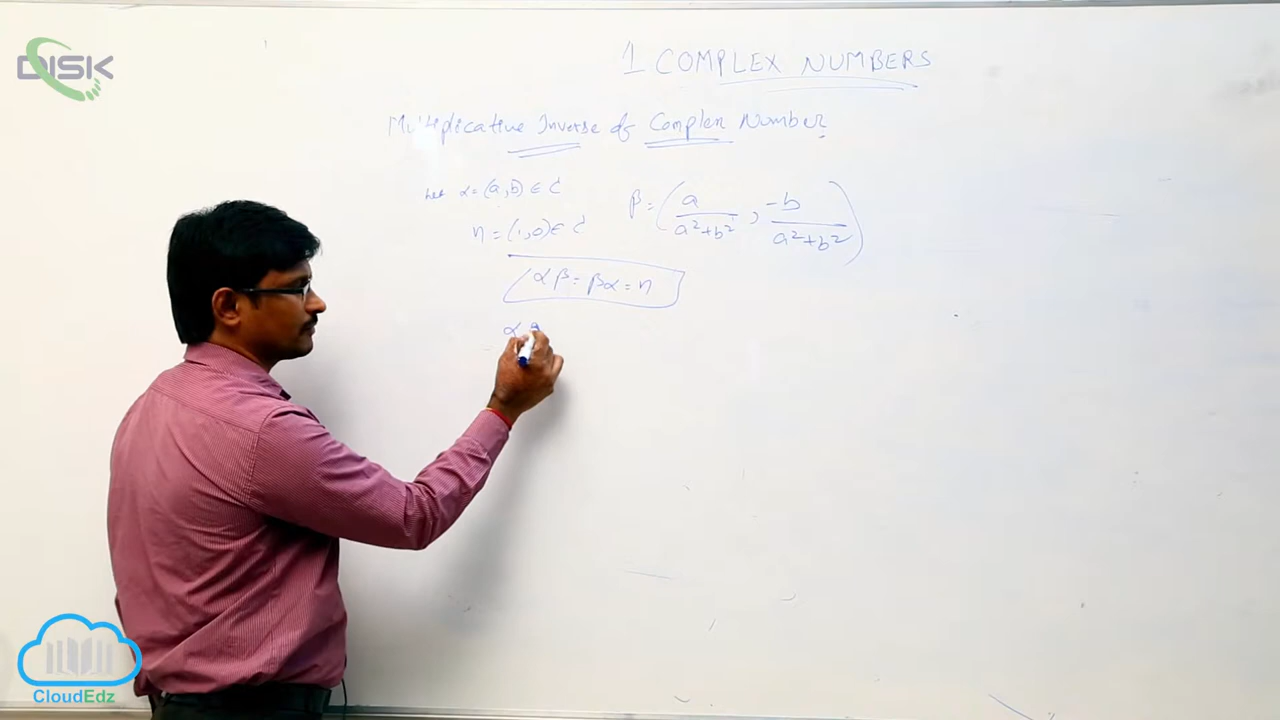 DISK
1 COMPLEX NUMBERS
Multiplicative Inverse of Complex Number.
Let α = (a, b) ∈ C
η = (1, 0) ∈ C
β = (a/a²+b², -b/a²+b²)
αβ = βα = η
α
CloudEdz